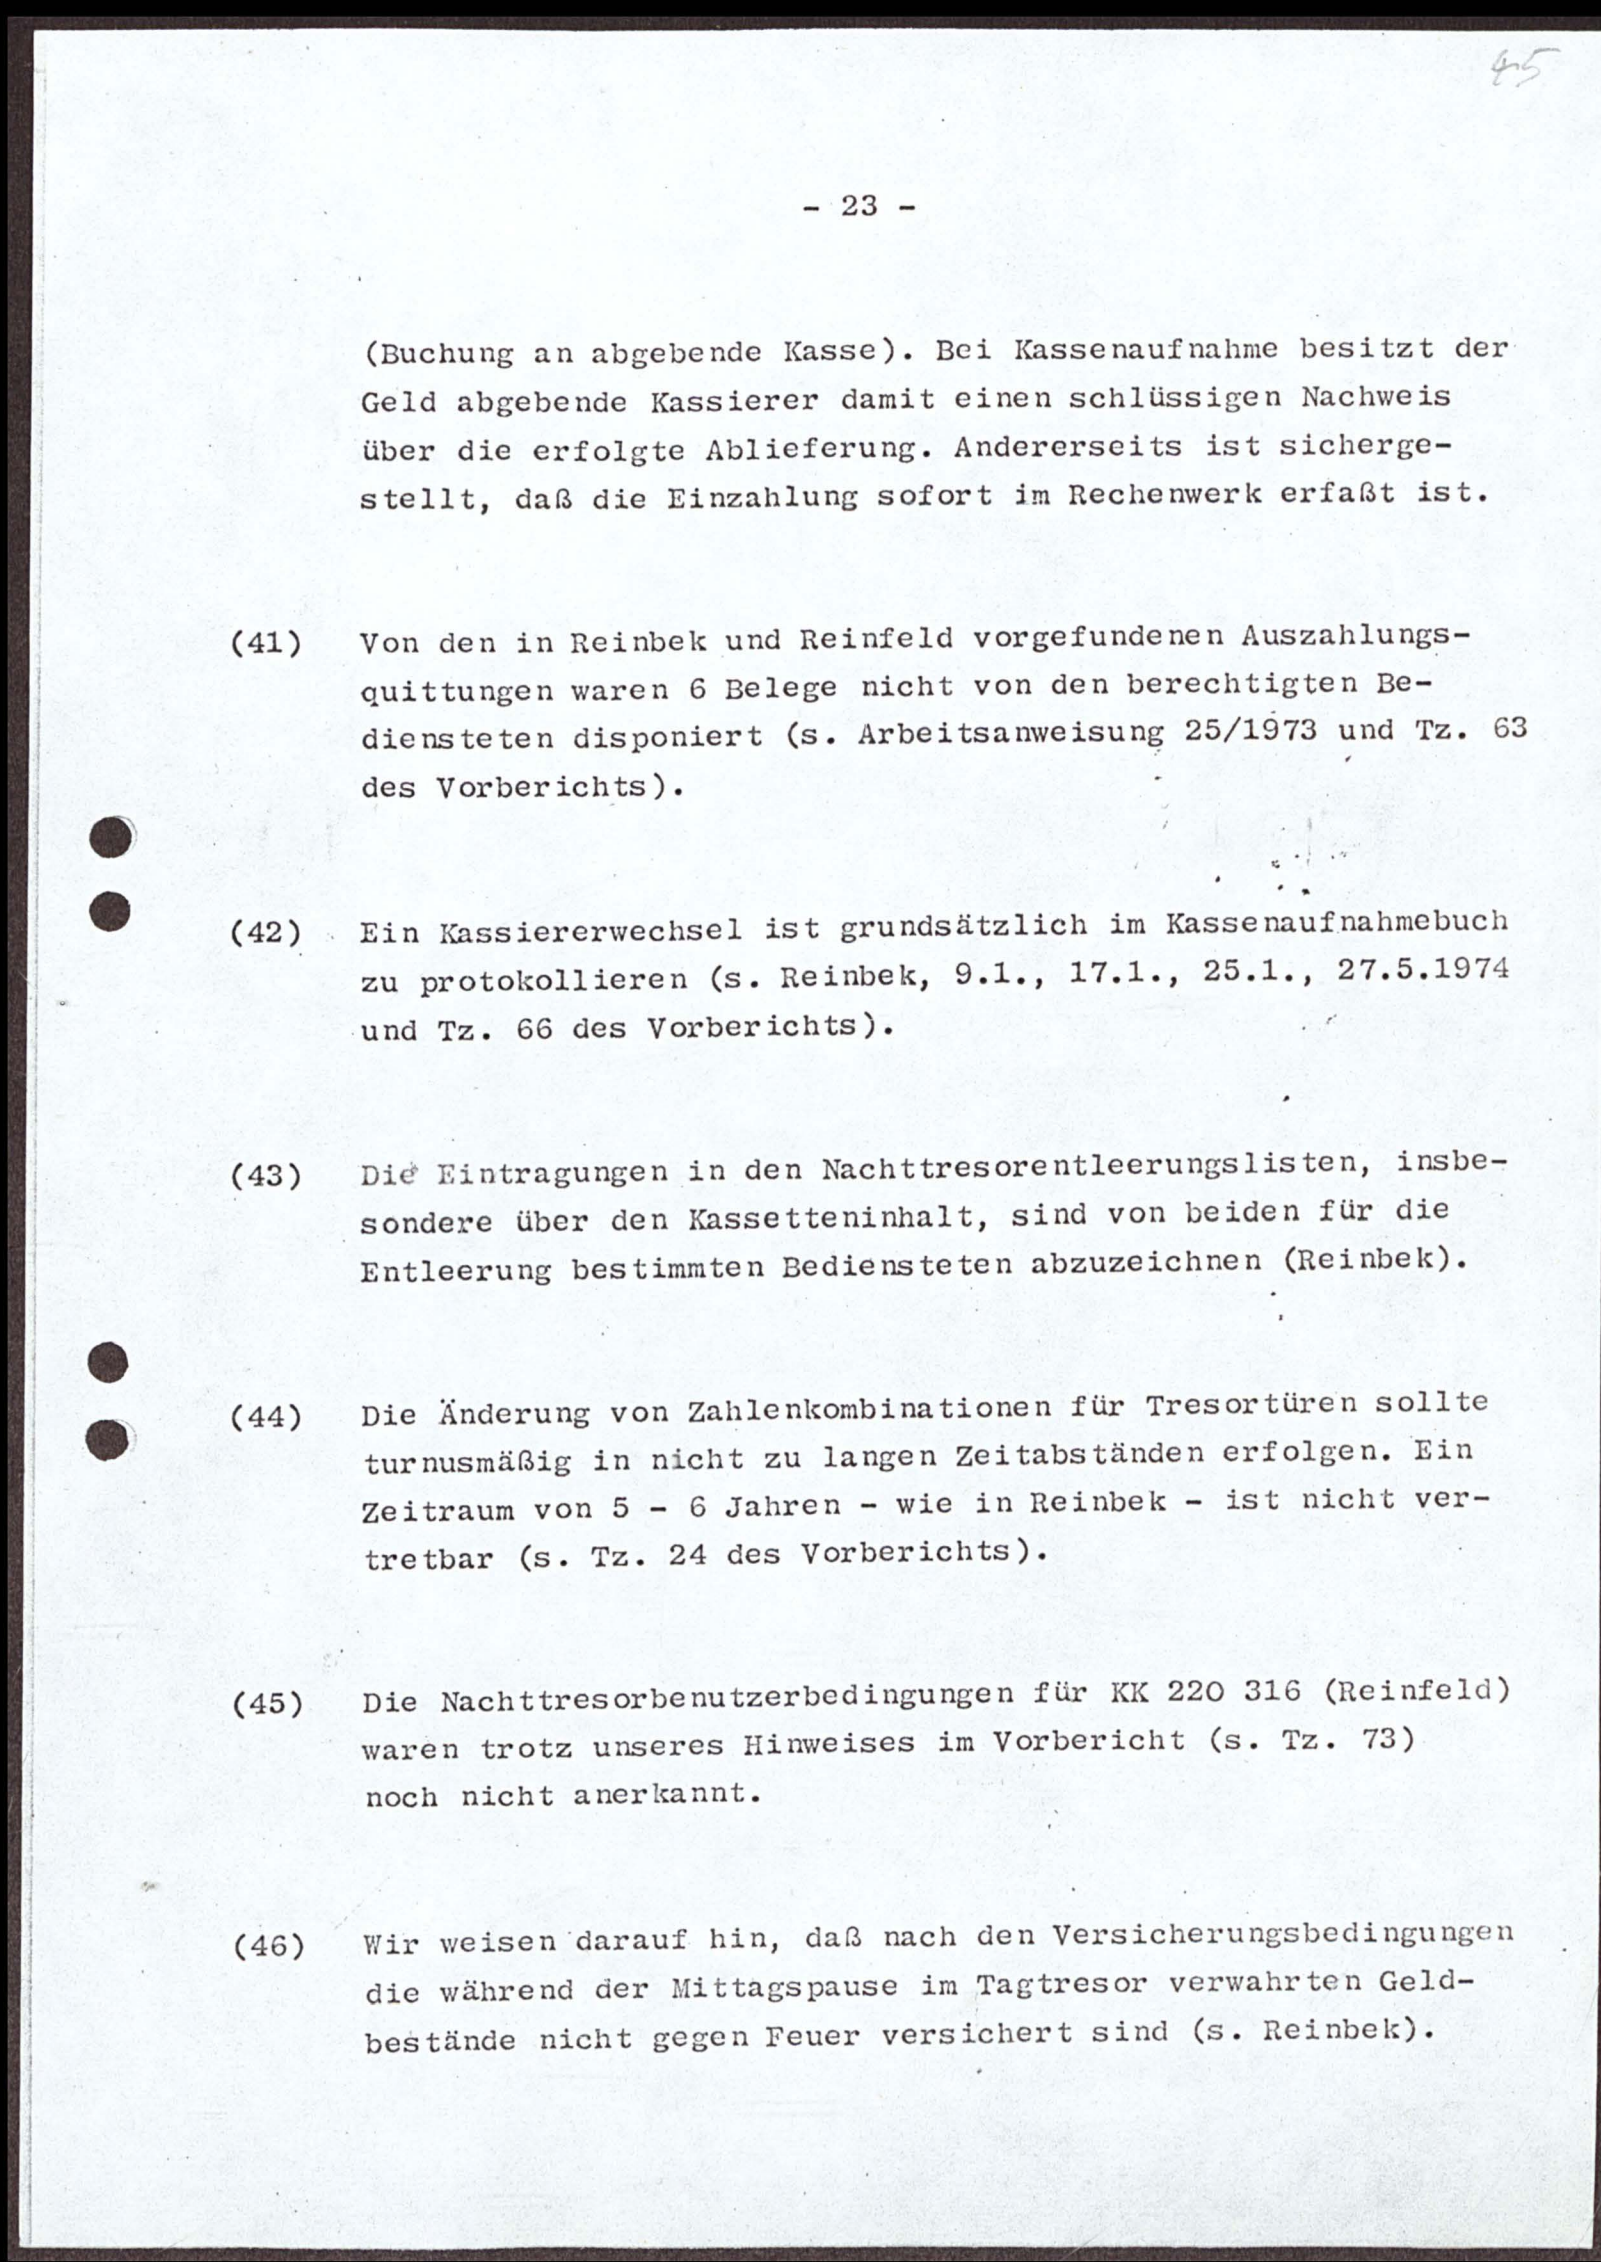 45
- 23 -
(Buchung an abgebende Kasse). Bei Kassenaufnahme besitzt der
Geld abgebende Kassierer damit einen schlüssigen Nachweis
über die erfolgte Ablieferung. Andererseits ist sicherge-
stellt, daß die Einzahlung sofort im Rechenwerk erfaßt ist.
(41) Von den in Reinbek und Reinfeld vorgefundenen Auszahlungs-
quittungen waren 6 Belege nicht von den berechtigten Be-
diensteten disponiert (s. Arbeitsanweisung 25/1973 und Tz. 63
des Vorberichts).
(42) Ein Kassiererwechsel ist grundsätzlich im Kassenaufnahmebuch
zu protokollieren (s. Reinbek, 9.1., 17.1., 25.1., 27.5.1974
und Tz. 66 des Vorberichts).
(43) Die Eintragungen in den Nachttresorentleerungslisten, insbe-
sondere über den Kassetteninhalt, sind von beiden für die
Entleerung bestimmten Bediensteten abzuzeichnen (Reinbek).
(44) Die Änderung von Zahlenkombinationen für Tresortüren sollte
turnusmäßig in nicht zu langen Zeitabständen erfolgen. Ein
Zeitraum von 5 - 6 Jahren - wie in Reinbek - ist nicht ver-
tretbar (s. Tz. 24 des Vorberichts).
(45) Die Nachttresorbenutzerbedingungen für KK 220 316 (Reinfeld)
waren trotz unseres Hinweises im Vorbericht (s. Tz. 73)
noch nicht anerkannt.
(46) Wir weisen darauf hin, daß nach den Versicherungsbedingungen
die während der Mittagspause im Tagtresor verwahrten Geld-
bestände nicht gegen Feuer versichert sind (s. Reinbek).